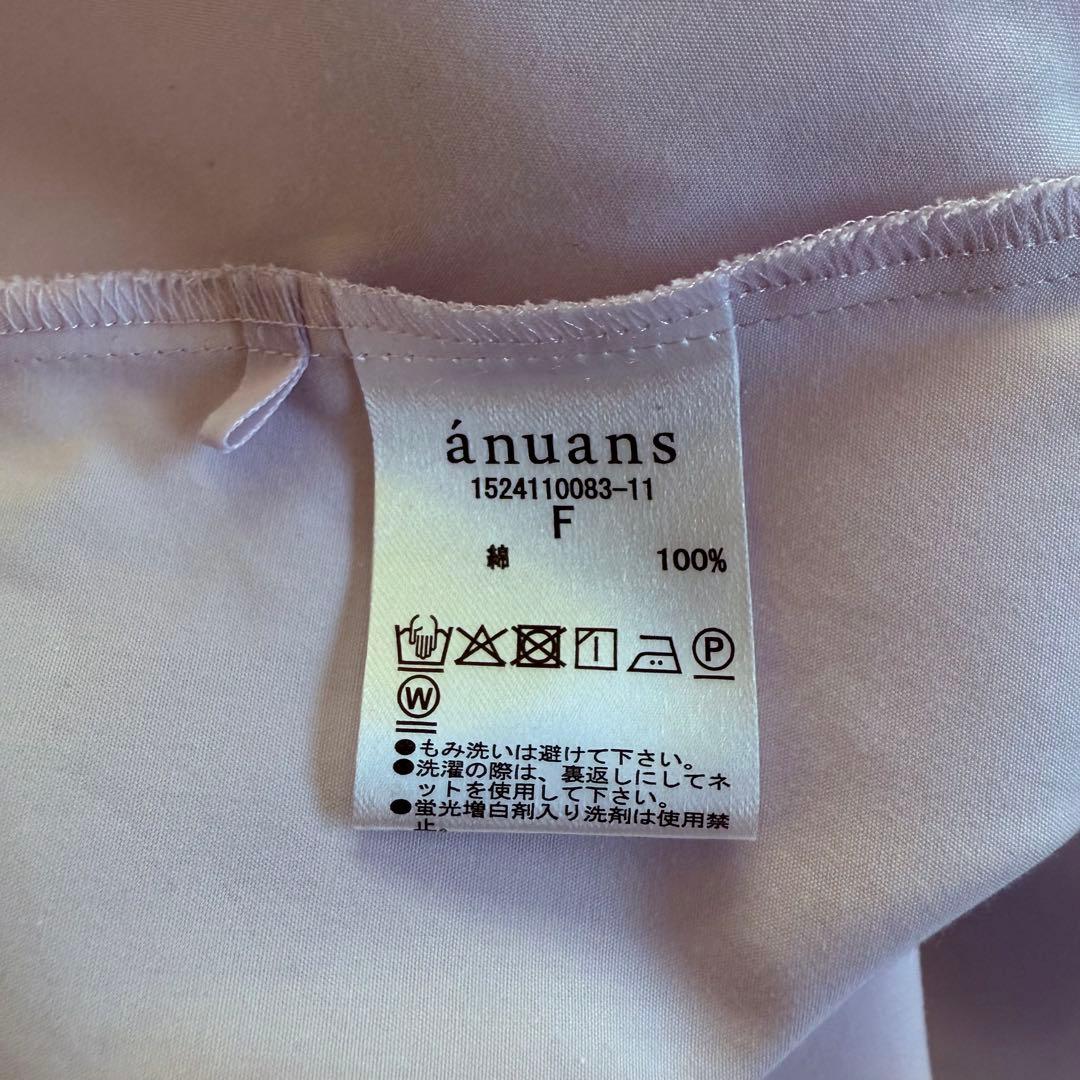 ánuans
1524110083-11
F
綿 100%
P
W
●もみ洗いは避けて下さい。
●洗濯の際は、裏返しにしてネ
ットを使用して下さい。
●蛍光増白剤入り洗剤は使用禁
止。